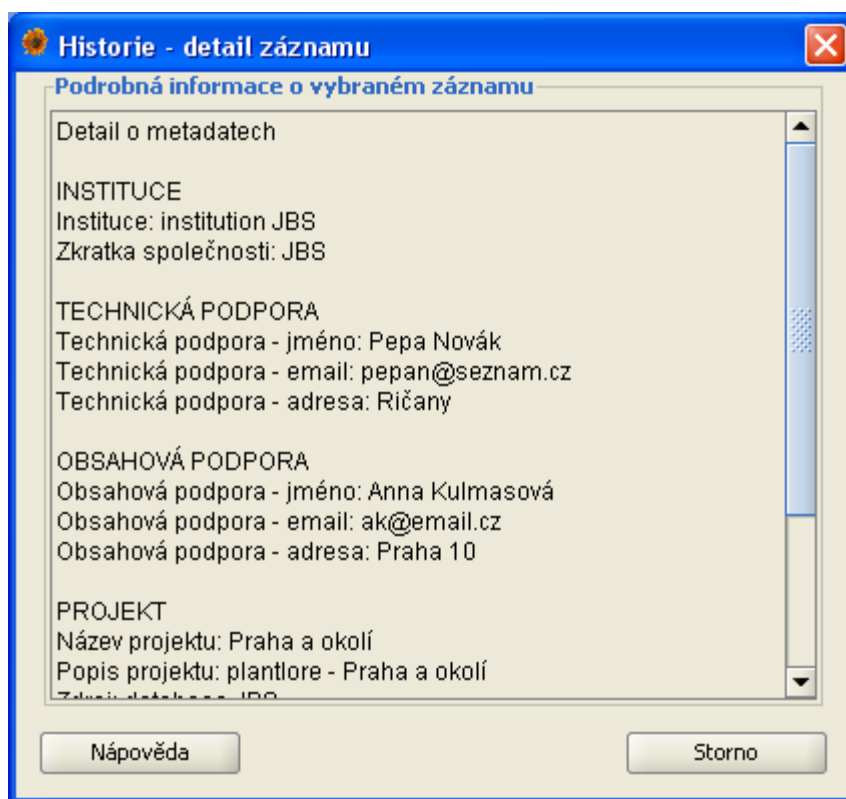 Historie - detail záznamu
Podrobná informace o vybraném záznamu
Detail o metadatech
INSTITUCE
Instituce: institution JBS
Zkratka společnosti: JBS
TECHNICKÁ PODPORA
Technická podpora - jméno: Pepa Novák
Technická podpora - email: pepan@seznam.cz
Technická podpora - adresa: Ričany
OBSAHOVÁ PODPORA
Obsahová podpora - jméno: Anna Kulmasová
Obsahová podpora - email: ak@email.cz
Obsahová podpora - adresa: Praha 10
PROJEKT
Název projektu: Praha a okolí
Popis projektu: plantlore - Praha a okolí
Zdroj: database JBS
Nápověda
Storno